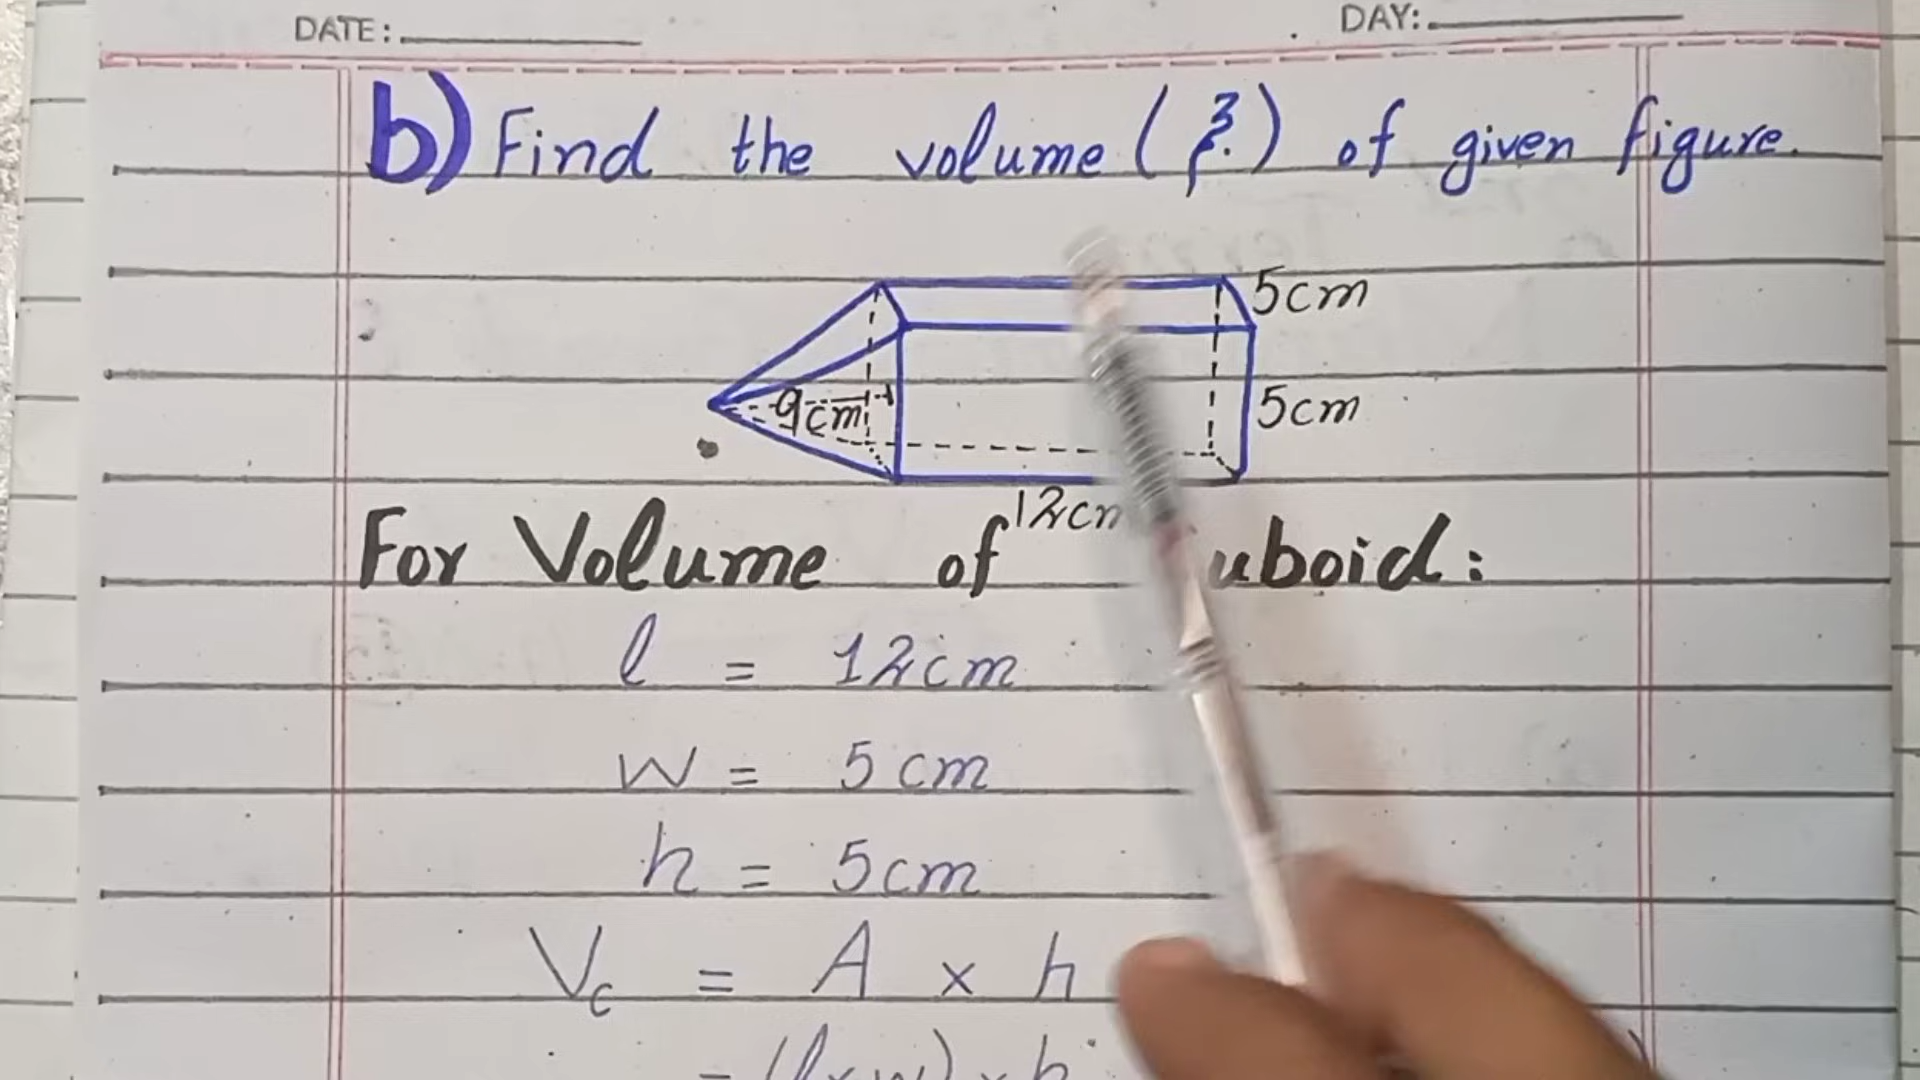 DATE: DAY:
b) Find the volume ( ) of given figure.
5cm
9cm
5cm
12cm
For Volume of uboid:
l = 12cm
w = 5cm
h = 5cm
Vc = A × h
= (l×w) × h